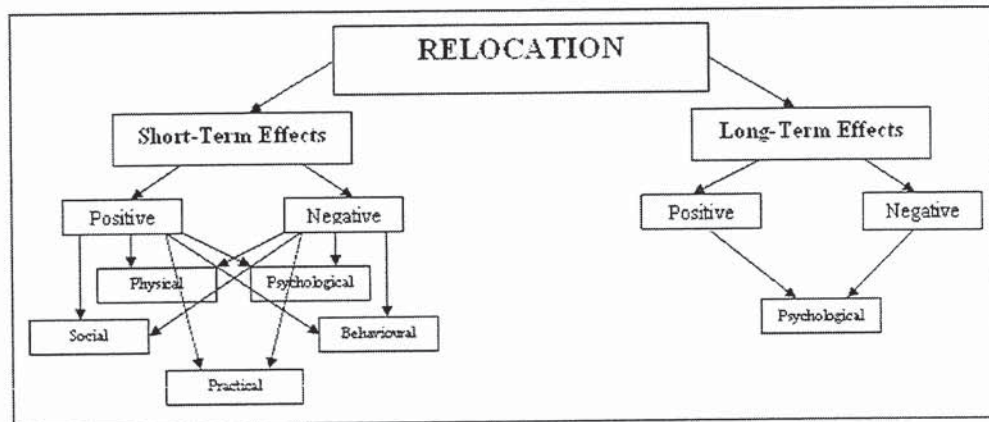 RELOCATION
Short-Term Effects
Long-Term Effects
Positive
Negative
Positive
Negative
Physical
Psychological
Social
Behavioural
Psychological
Practical